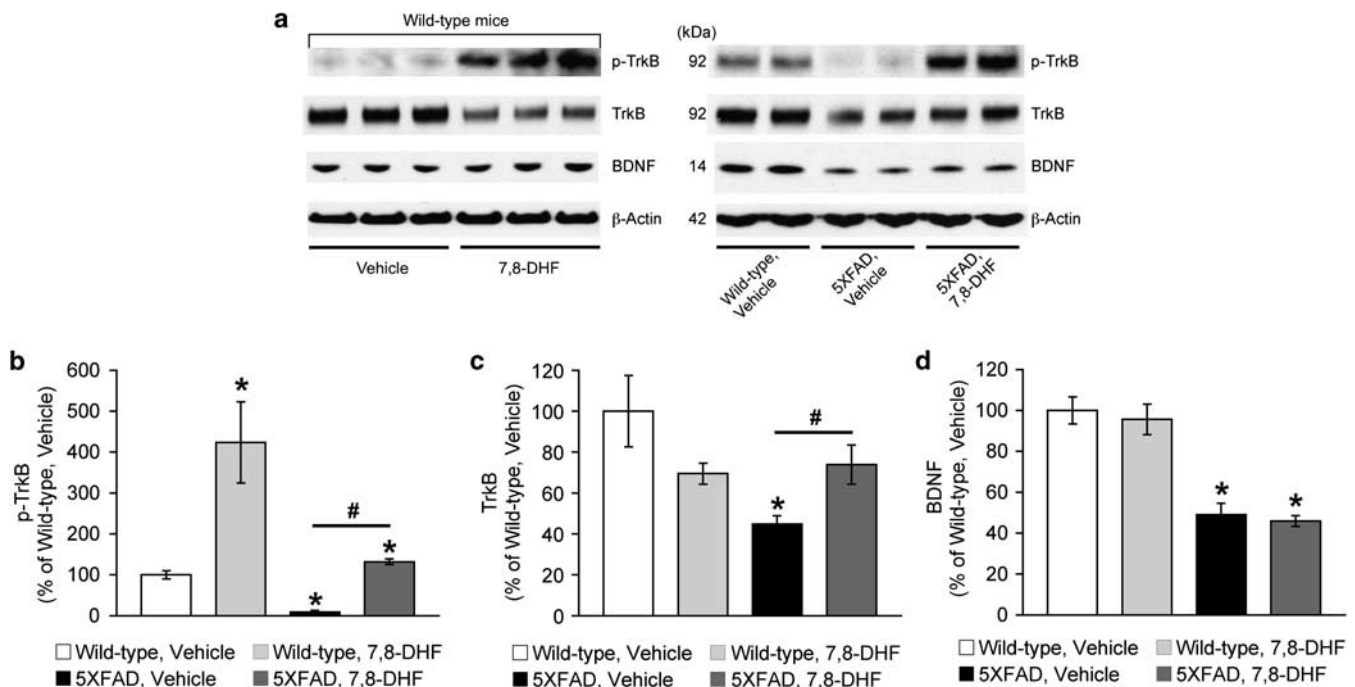 a
Wild-type mice
p-TrkB
TrkB
BDNF
β-Actin
Vehicle
7,8-DHF
(kDa)
92
p-TrkB
92
TrkB
14
BDNF
42
β-Actin
Wild-type,
Vehicle
5XFAD,
Vehicle
5XFAD,
7,8-DHF
b
p-TrkB
(% of Wild-type, Vehicle)
600
500
400
300
200
100
0
*
*
#
*
Wild-type, Vehicle
Wild-type, 7,8-DHF
5XFAD, Vehicle
5XFAD, 7,8-DHF
c
TrkB
(% of Wild-type, Vehicle)
120
100
80
60
40
20
0
*
#
Wild-type, Vehicle
Wild-type, 7,8-DHF
5XFAD, Vehicle
5XFAD, 7,8-DHF
d
BDNF
(% of Wild-type, Vehicle)
120
100
80
60
40
20
0
*
*
Wild-type, Vehicle
Wild-type, 7,8-DHF
5XFAD, Vehicle
5XFAD, 7,8-DHF